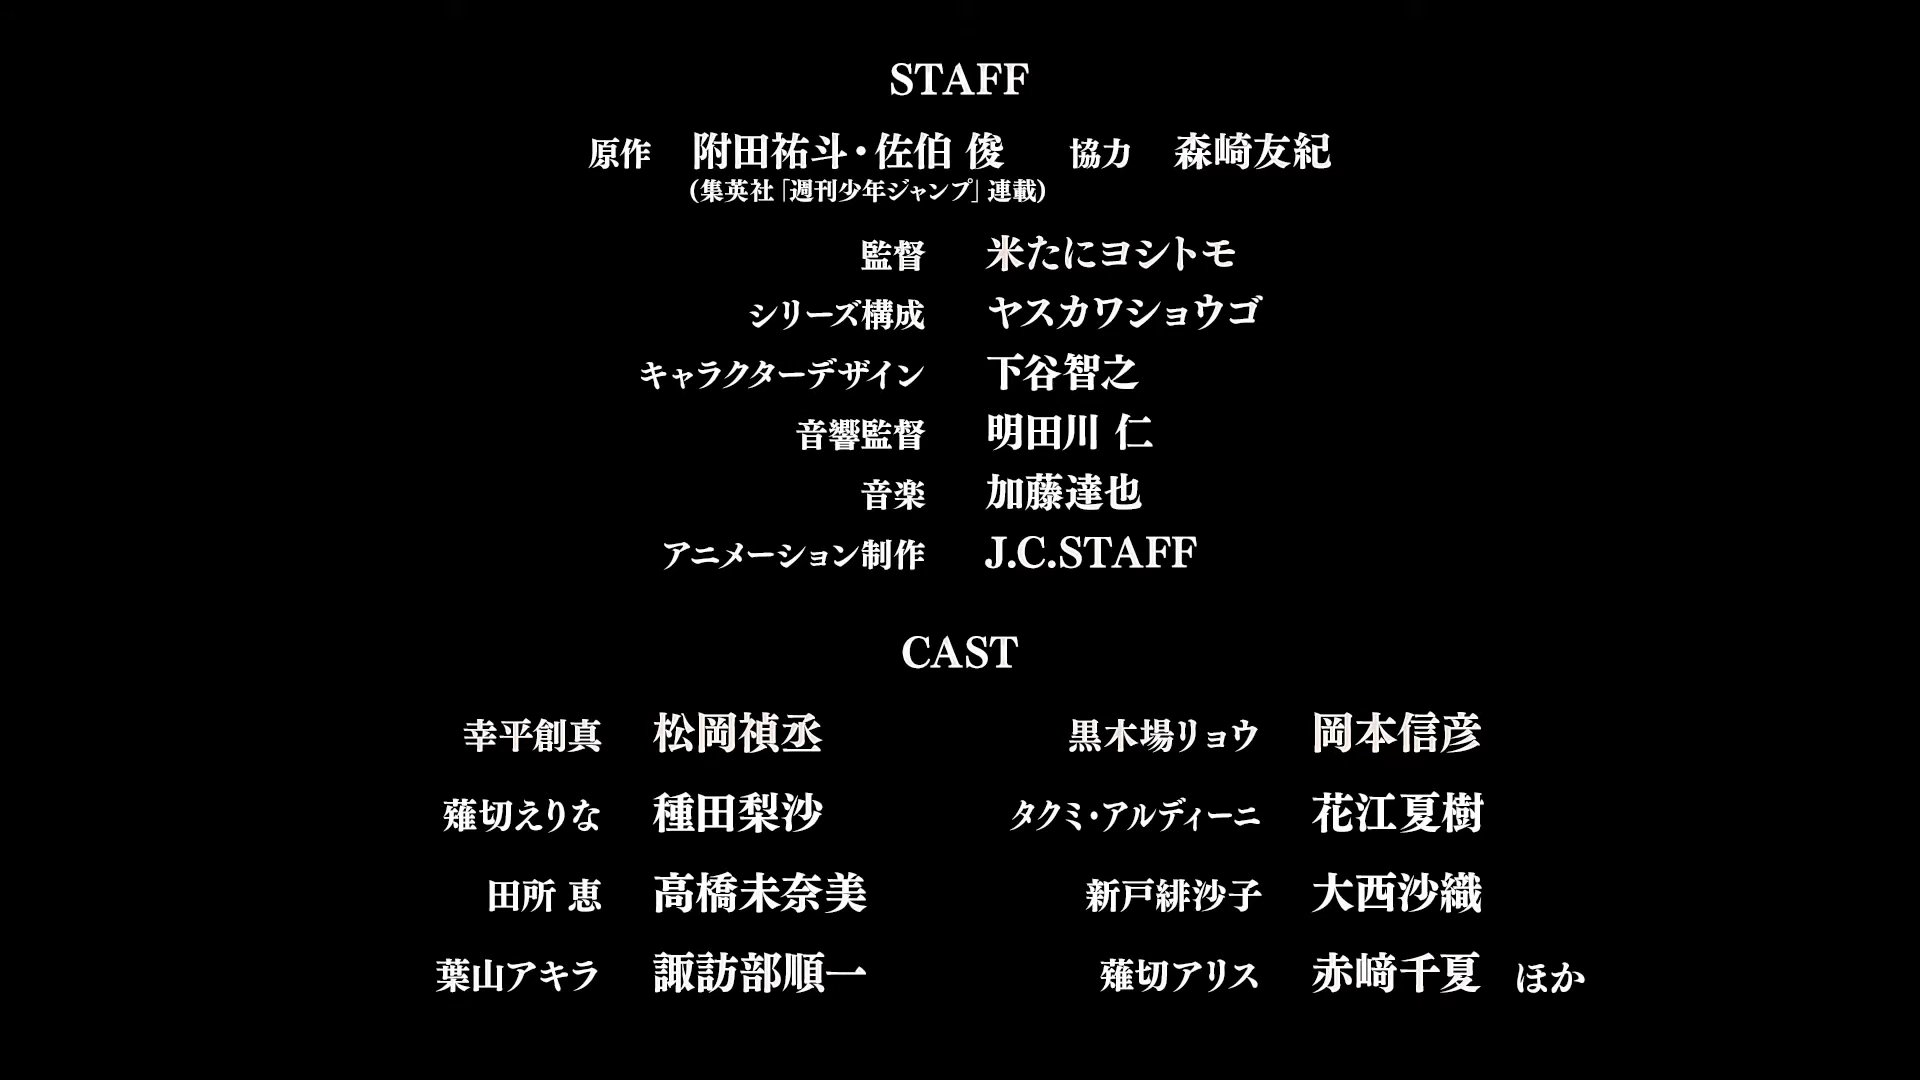 STAFF
原作 附田祐斗・佐伯 俊 協力 森崎友紀
(集英社「週刊少年ジャンプ」連載)
監督 米たにヨシトモ
シリーズ構成 ヤスカワショウゴ
キャラクターデザイン 下谷智之
音響監督 明田川 仁
音楽 加藤達也
アニメーション制作 J.C.STAFF
CAST
幸平創真 松岡禎丞 黒木場リョウ 岡本信彦
薙切えりな 種田梨沙 タクミ・アルディーニ 花江夏樹
田所 恵 高橋未奈美 新戸緋沙子 大西沙織
葉山アキラ 諏訪部順一 薙切アリス 赤﨑千夏 ほか